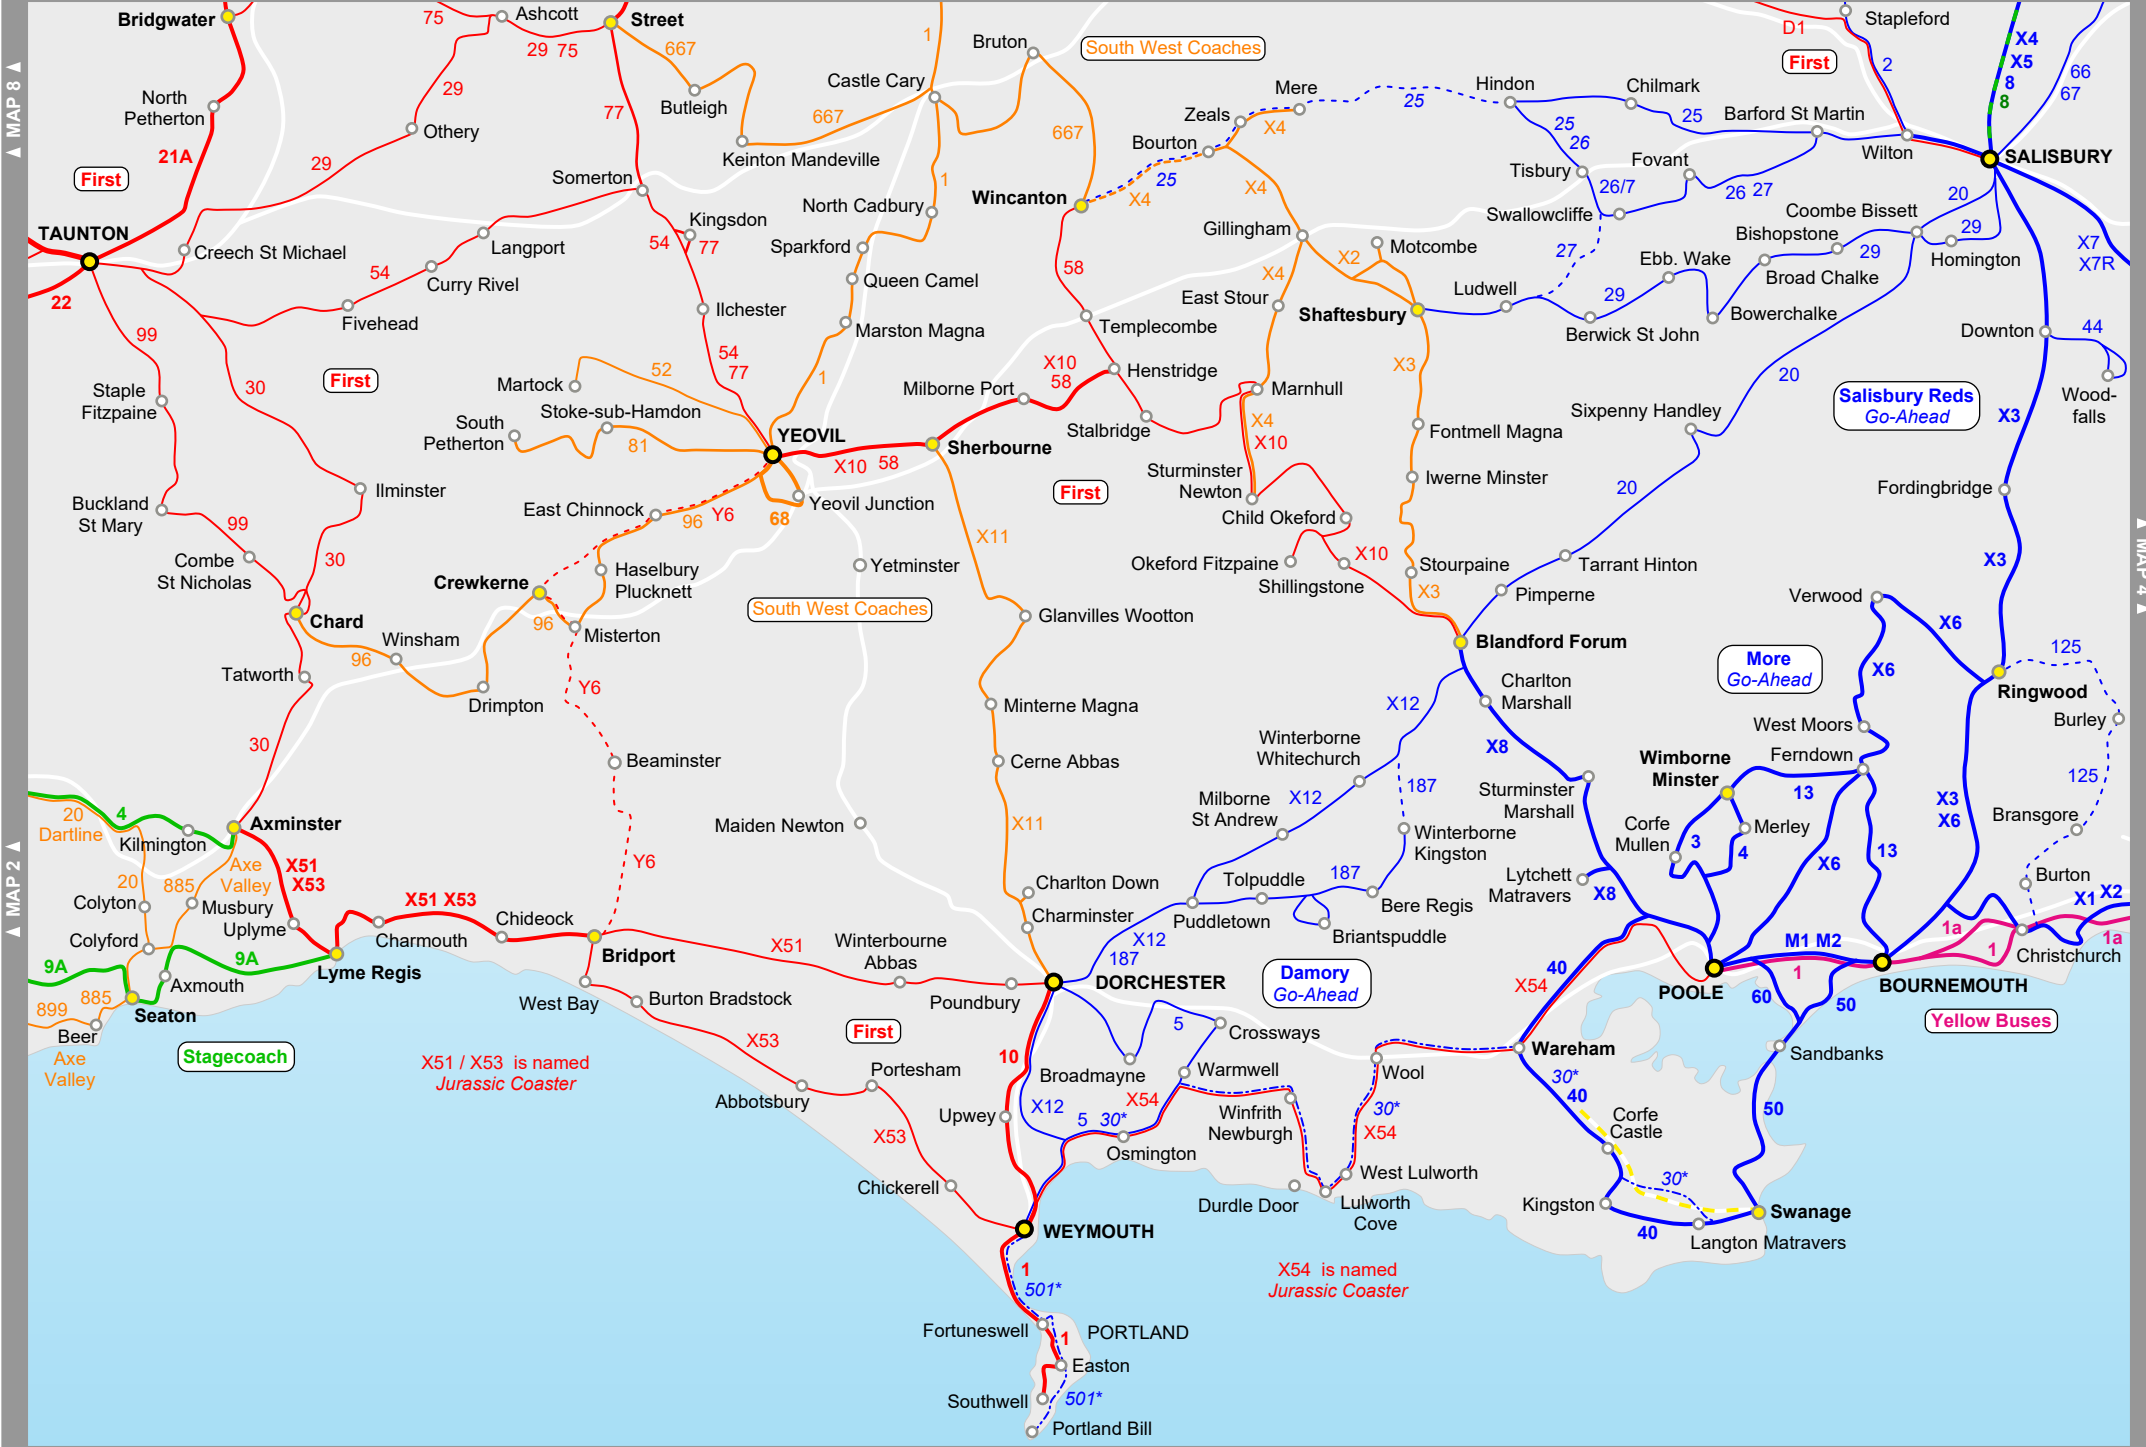 Bridgwater
75
Ashcott
Street
29 75
667
1
Bruton
South West Coaches
D1
Stapleford
First
2
X4
X5
8
8
66
67
▲ MAP 8 ▲
North
Petherton
29
Othery
77
Butleigh
Castle Cary
667
667
Mere
Zeals
X4
25
Hindon
Chilmark
25
Barford St Martin
21A
First
29
Keinton Mandeville
Bourton
25
26
Fovant
Wilton
SALISBURY
Somerton
1
Wincanton
25
X4
X4
Tisbury
26/7
26 27
20
TAUNTON
Creech St Michael
Langport
Kingsdon
54
77
North Cadbury
Sparkford
Gillingham
Motcombe
Swallowcliffe
Coombe Bissett
Bishopstone
29
X7
X7R
54
Curry Rivel
Queen Camel
58
X4
X2
27
Ebb. Wake
29
Homington
22
Fivehead
Ilchester
East Stour
Shaftesbury
Ludwell
29
Broad Chalke
99
Marston Magna
Templecombe
Berwick St John
Bowerchalke
Downton
44
First
54
77
52
1
Milborne Port
X10
58
Henstridge
X3
20
Staple
Fitzpaine
30
Martock
Stoke-sub-Hamdon
Marnhull
Salisbury Reds
Go-Ahead
Wood-
falls
South
Petherton
81
YEOVIL
Sherbourne
Stalbridge
X4
X10
Fontmell Magna
Sixpenny Handley
X3
X10 58
Sturminster
Newton
Iwerne Minster
Buckland
St Mary
Ilminster
East Chinnock
96
Y6
68
Yeovil Junction
First
Child Okeford
20
Fordingbridge
▲ MAP 4 ▲
99
Combe
St Nicholas
30
X11
Okeford Fitzpaine
X10
Shillingstone
Stourpaine
X3
Tarrant Hinton
X3
Crewkerne
Haselbury
Plucknett
Yetminster
Pimperne
Verwood
Chard
96
South West Coaches
Glanvilles Wootton
Winsham
Misterton
Blandford Forum
X6
96
More
Go-Ahead
X6
125
Tatworth
Drimpton
Y6
Minterne Magna
X12
Charlton
Marshall
Ringwood
Burley
30
Beaminster
Cerne Abbas
Winterborne
Whitechurch
X8
West Moors
Ferndown
Wimborne
Minster
125
20
Dartline
4
Kilmington
Axminster
Maiden Newton
X11
Milborne
St Andrew
X12
187
Sturminster
Marshall
13
X3
X6
Bransgore
▲ MAP 2 ▲
Axe
Valley
X51
X53
Y6
Winterborne
Kingston
Corfe
Mullen
3
Merley
4
X6
13
20
885
Colyton
Musbury
Uplyme
X51 X53
Chideock
Charlton Down
Charminster
Tolpuddle
187
Bere Regis
Lytchett
Matravers
X8
Burton
X1 X2
Colyford
Charmouth
Bridport
X51
Winterbourne
Abbas
X12
187
Puddletown
Briantspuddle
M1 M2
1a
1
1a
9A
9A
Lyme Regis
Christchurch
Axmouth
899
885
Beer
Axe
Valley
Seaton
West Bay
Burton Bradstock
Poundbury
DORCHESTER
Damory
Go-Ahead
40
X54
POOLE
1
60
50
BOURNEMOUTH
Stagecoach
X51 / X53 is named
Jurassic Coaster
X53
First
10
5
Crossways
Yellow Buses
Portesham
Broadmayne
Warmwell
Wool
Wareham
Sandbanks
Abbotsbury
Upwey
X12
X54
Winfrith
Newburgh
30*
X54
30*
40
Corfe
Castle
50
X53
5 30*
Osmington
West Lulworth
30*
Chickerell
Durdle Door
Lulworth
Cove
Kingston
40
Swanage
Langton Matravers
WEYMOUTH
1
501*
X54 is named
Jurassic Coaster
Fortuneswell
PORTLAND
1
Easton
Southwell
501*
Portland Bill